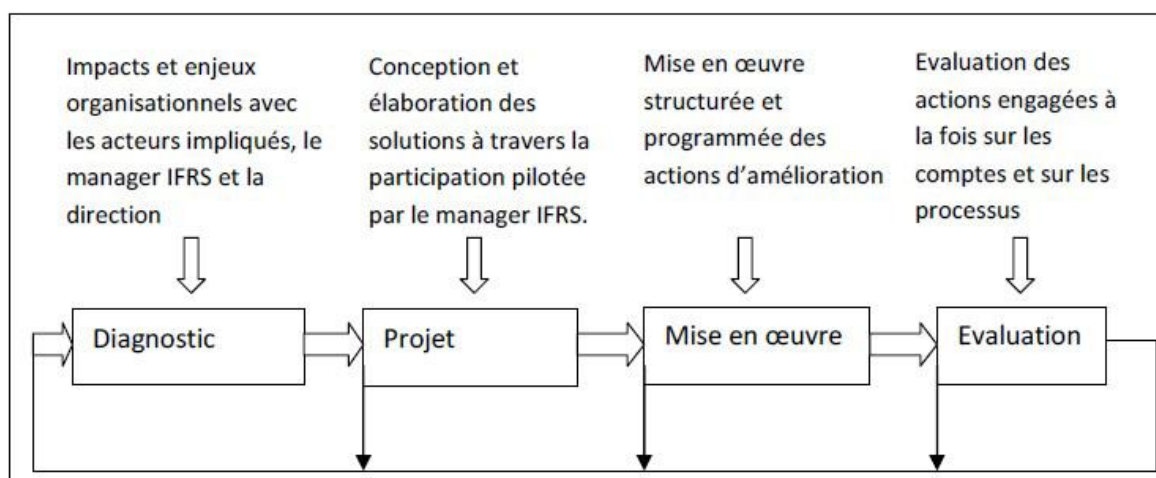 Impacts et enjeux
organisationnels avec
les acteurs impliqués, le
manager IFRS et la
direction
Conception et
élaboration des
solutions à travers la
participation pilotée
par le manager IFRS.
Mise en œuvre
structurée et
programmée des
actions d’amélioration
Evaluation des
actions engagées à
la fois sur les
comptes et sur les
processus
Diagnostic
Projet
Mise en œuvre
Evaluation